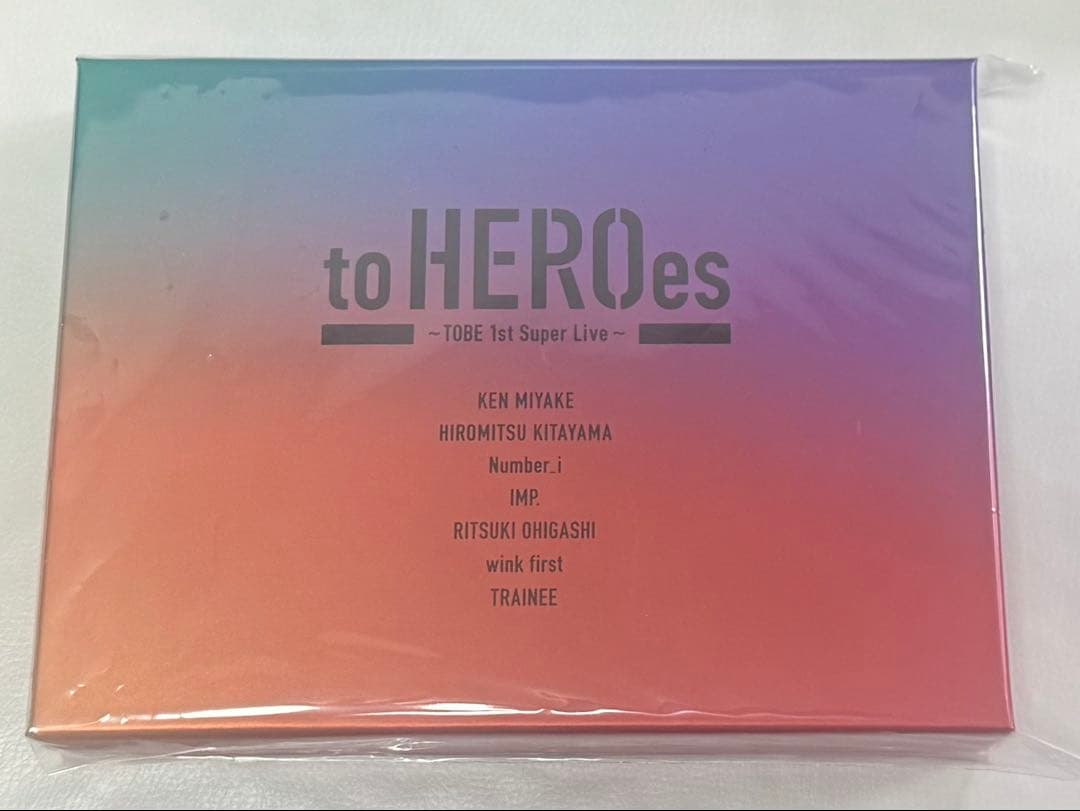 to HEROes
~TOBE 1st Super Live~
KEN MIYAKE
HIROMITSU KITAYAMA
Number_i
IMP.
RITSUKI OHIGASHI
wink first
TRAINEE